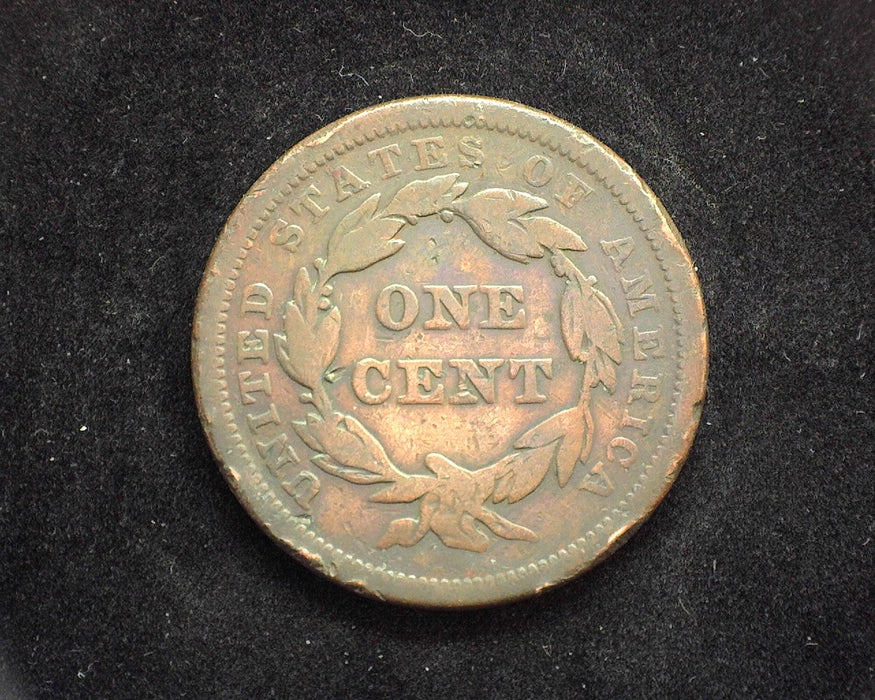 UNITED STATES OF AMERICA
ONE
CENT